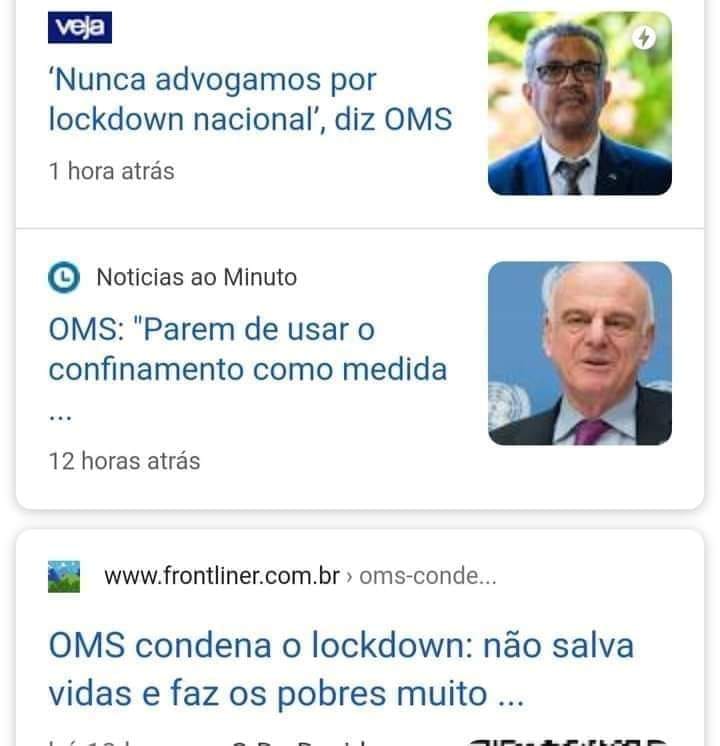 veja
‘Nunca advogamos por
lockdown nacional’, diz OMS
1 hora atrás
Noticias ao Minuto
OMS: "Parem de usar o
confinamento como medida
...
12 horas atrás
www.frontliner.com.br › oms-conde...
OMS condena o lockdown: não salva
vidas e faz os pobres muito ...